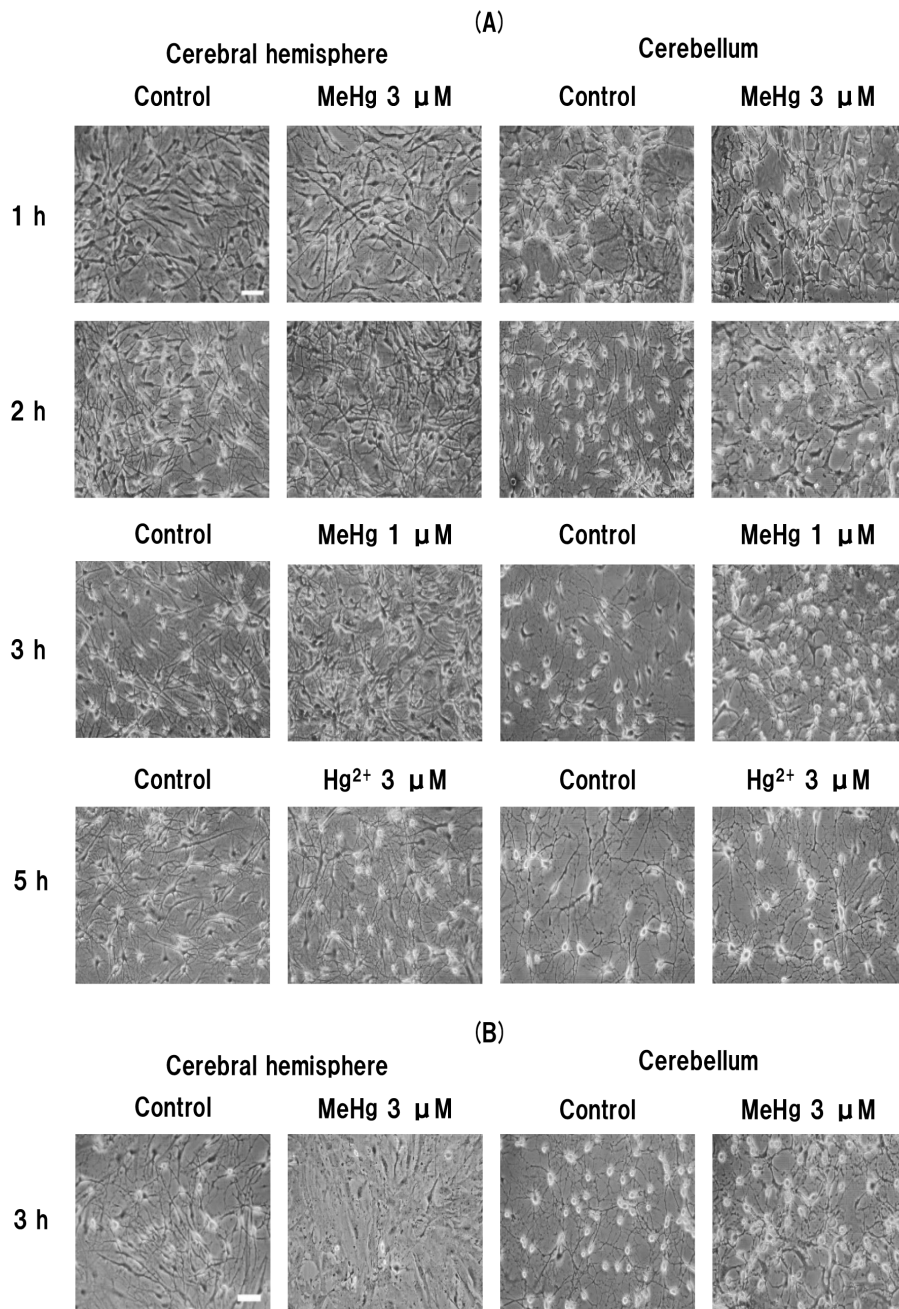 (A)
Cerebral hemisphere Cerebellum
Control MeHg 3 μM Control MeHg 3 μM
1 h
2 h
Control MeHg 1 μM Control MeHg 1 μM
3 h
Control Hg²⁺ 3 μM Control Hg²⁺ 3 μM
5 h
(B)
Cerebral hemisphere Cerebellum
Control MeHg 3 μM Control MeHg 3 μM
3 h